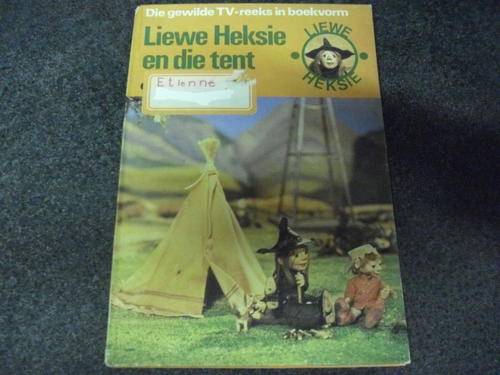 Die gewilde TV-reeks in boekvorm
Liewe Heksie
en die tent
Etienne
LIEWE
HEKSIE